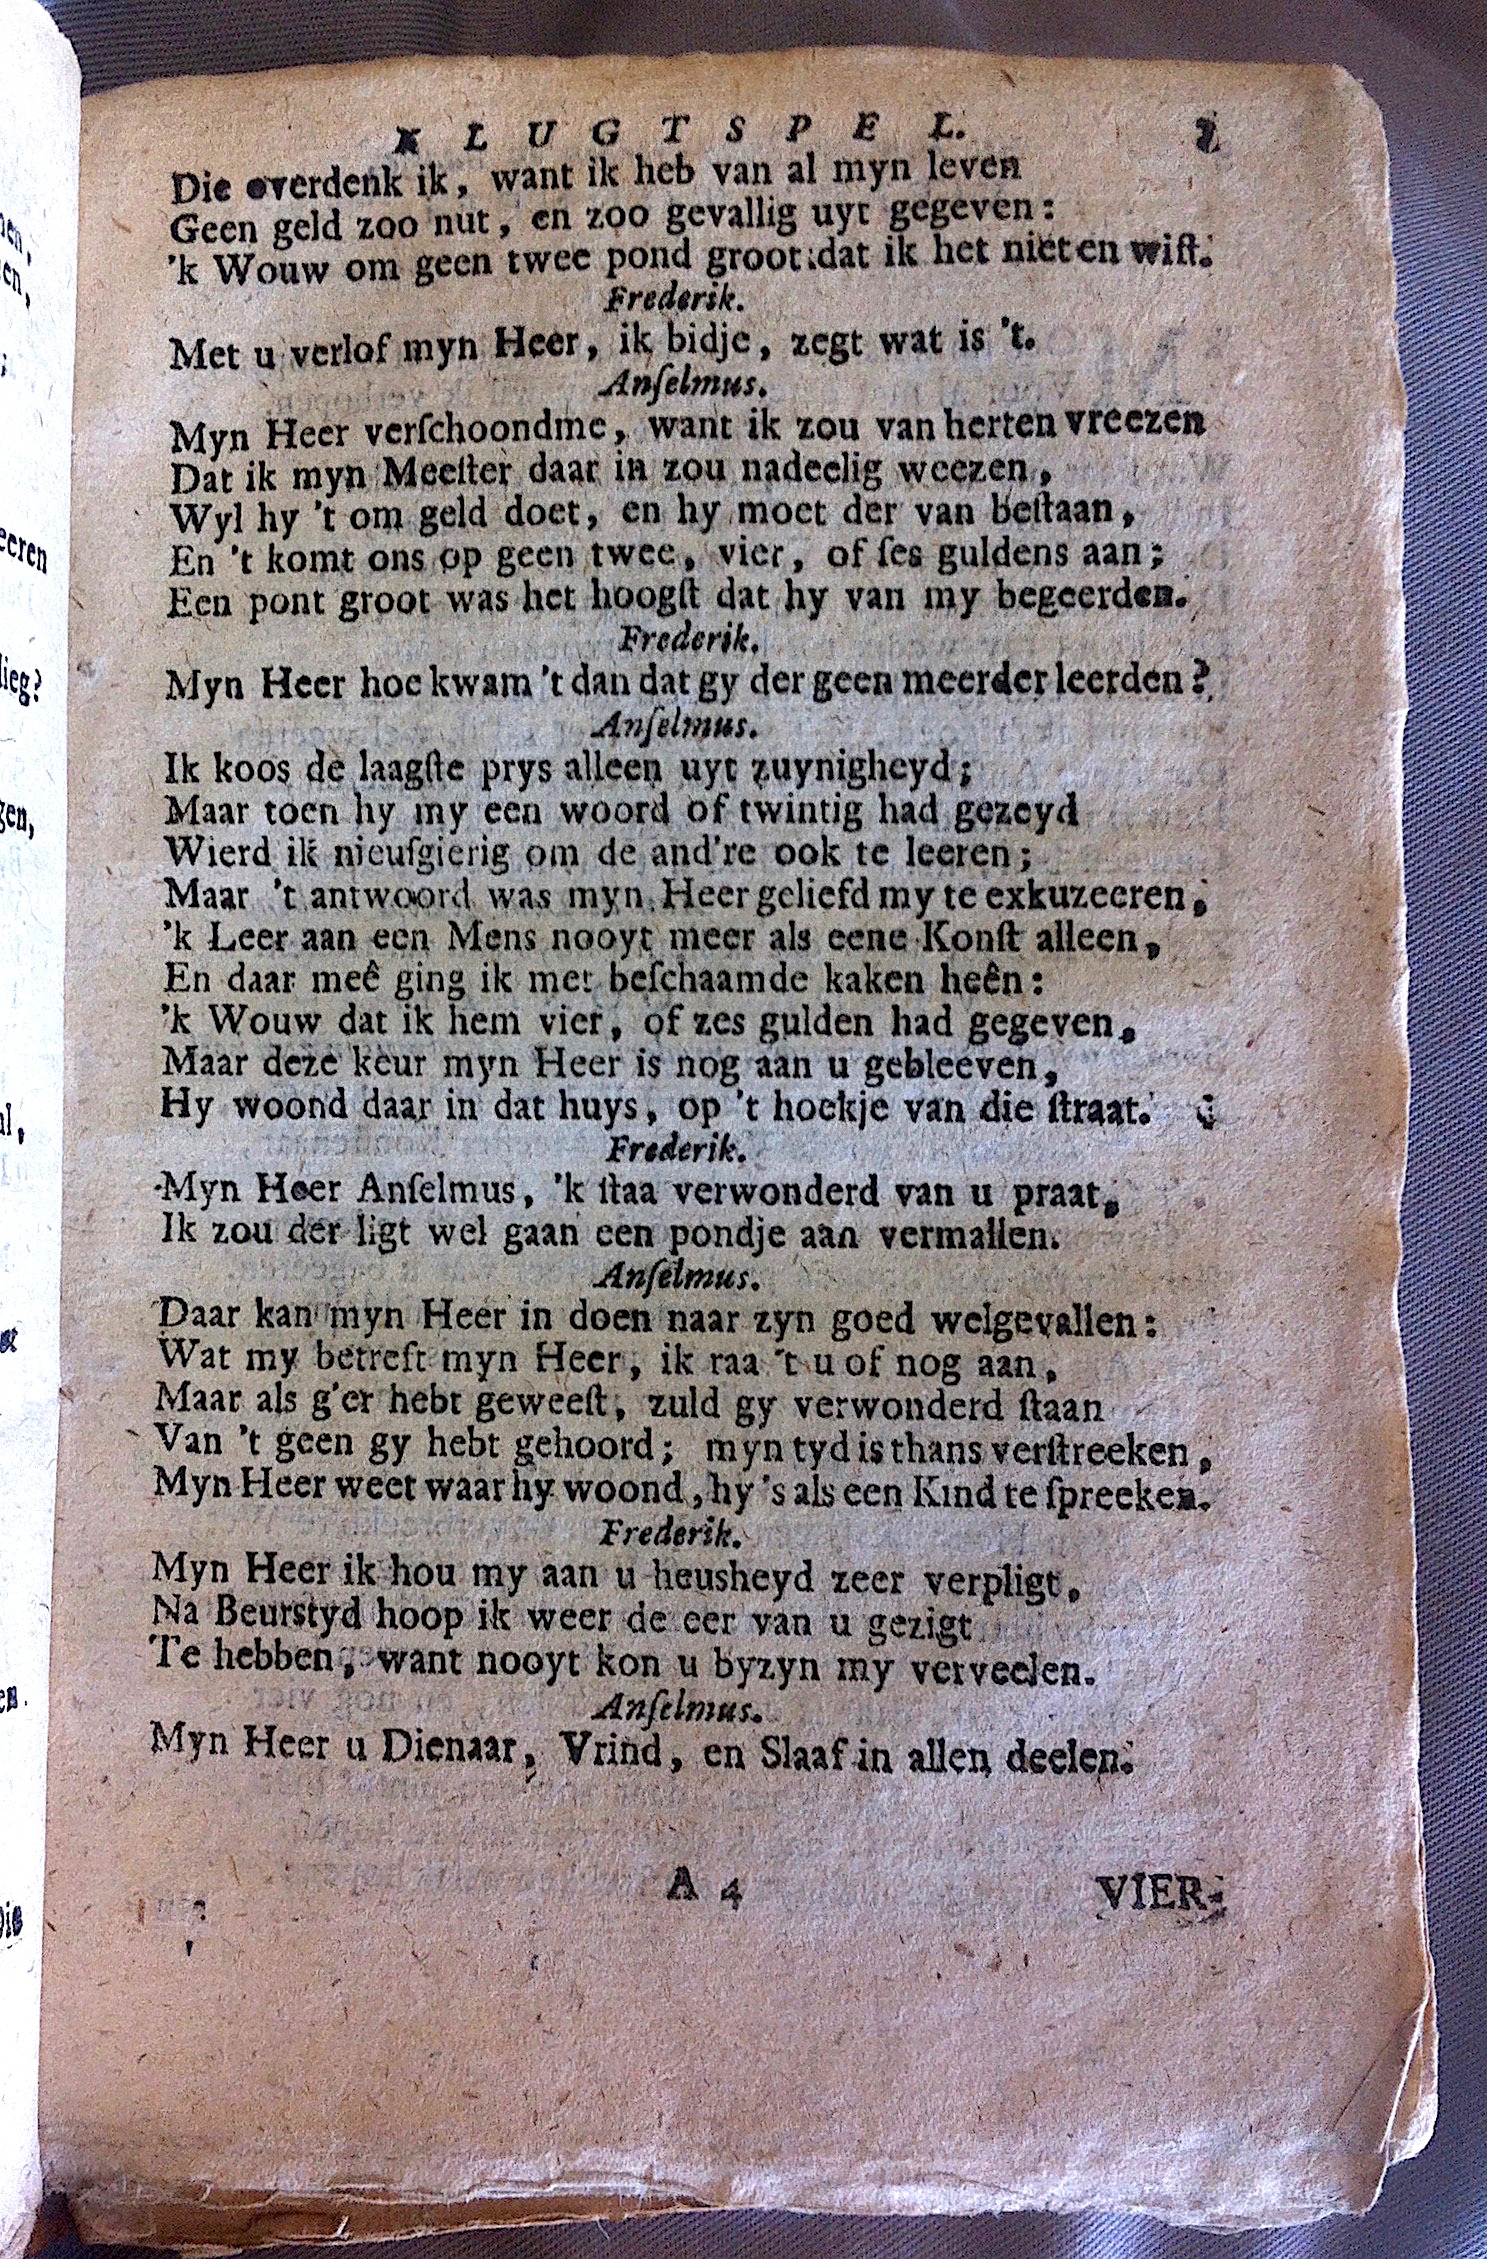 KLUGTSPEL.
Die overdenk ik, want ik heb van al myn leven
Geen geld zoo nut, en zoo gevallig uyt gegeven:
'k Wouw om geen twee pond groot dat ik het niet en wiſt.
Frederik.
Met u verlof myn Heer, ik bidje, zegt wat is 't.
Anſelmus.
Myn Heer verſchoondme, want ik zou van herten vreezen
Dat ik myn Meeſter daar in zou nadeelig weezen,
Wyl hy 't om geld doet, en hy moet der van beſtaan,
En 't komt ons op geen twee, vier, of ſes guldens aan;
Een pont groot was het hoogſt dat hy van my begeerden.
Frederik.
Myn Heer hoe kwam 't dan dat gy der geen meerder leerden?
Anſelmus.
Ik koos de laagſte prys alleen uyt zuynigheyd;
Maar toen hy my een woord of twintig had gezeyd
Wierd ik nieuſgierig om de and're ook te leeren;
Maar 't antwoord was myn Heer geliefd my te exkuzeeren,
'k Leer aan een Mens nooyt meer als eene Konſt alleen,
En daar meê ging ik met beſchaamde kaken heên:
'k Wouw dat ik hem vier, of zes gulden had gegeven,
Maar deze keur myn Heer is nog aan u gebleeven,
Hy woond daar in dat huys, op 't hoekje van die ſtraat.
Frederik.
Myn Heer Anſelmus, 'k ſtaa verwonderd van u praat,
Ik zou der ligt wel gaan een pondje aan vermallen.
Anſelmus.
Daar kan myn Heer in doen naar zyn goed welgevallen:
Wat my betreft myn Heer, ik raa 't u of nog aan,
Maar als g'er hebt geweeſt, zuld gy verwonderd ſtaan
Van 't geen gy hebt gehoord; myn tyd is thans verſtreeken,
Myn Heer weet waar hy woond, hy 's als een Kind te ſpreeken.
Frederik.
Myn Heer ik hou my aan u heusheyd zeer verpligt,
Na Beurstyd hoop ik weer de eer van u gezigt
Te hebben, want nooyt kon u byzyn my verveelen.
Anſelmus.
Myn Heer u Dienaar, Vrind, en Slaaf in allen deelen.
A 4 VIER-